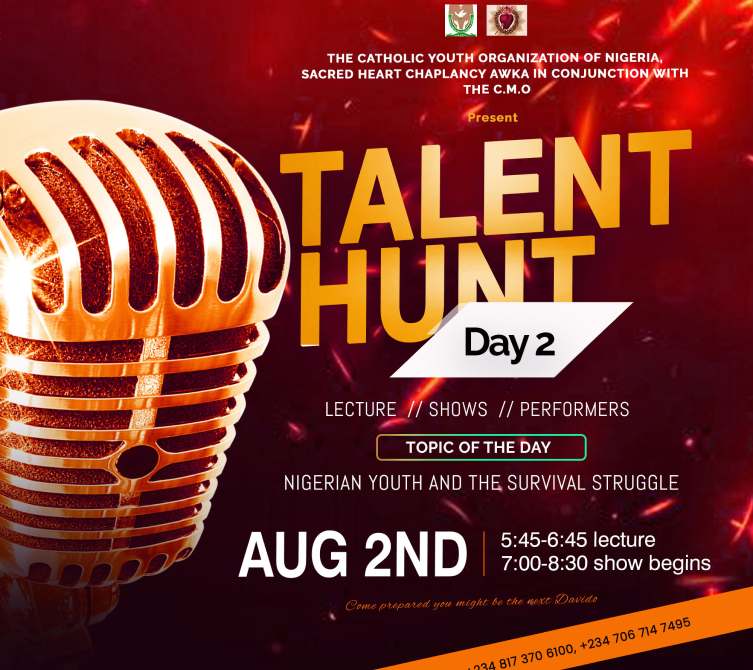 THE CATHOLIC YOUTH ORGANIZATION OF NIGERIA,
SACRED HEART CHAPLANCY AWKA IN CONJUNCTION WITH
THE C.M.O
Present
TALENT
HUNT
Day 2
LECTURE // SHOWS // PERFORMERS
TOPIC OF THE DAY
NIGERIAN YOUTH AND THE SURVIVAL STRUGGLE
AUG 2ND
5:45-6:45 lecture
7:00-8:30 show begins
Come prepared you might be the next Davido
+234 817 370 6100, +234 706 714 7495